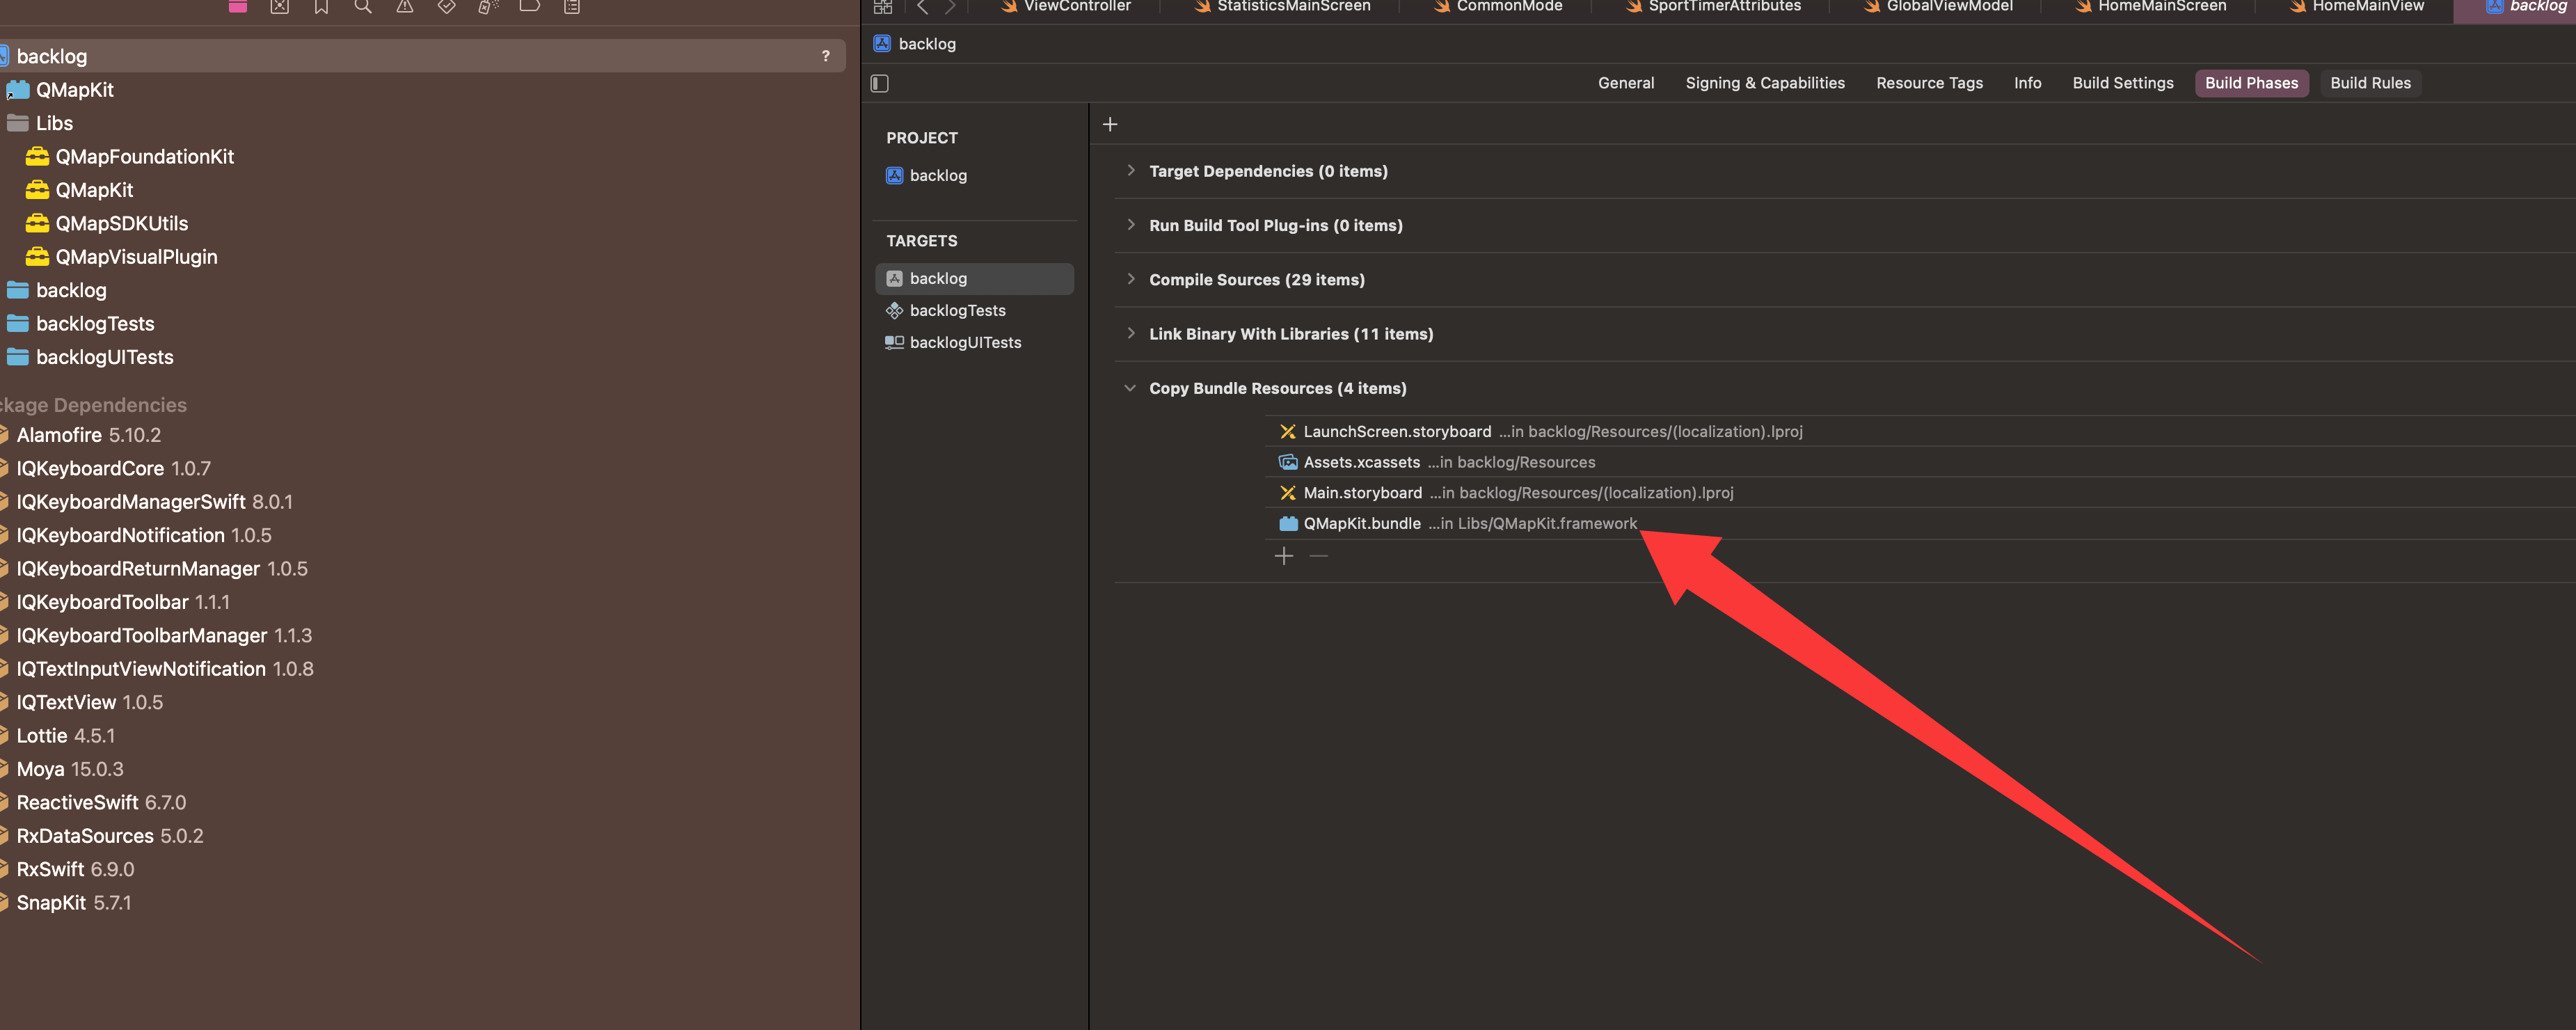 backlog ?
QMapKit
Libs
QMapFoundationKit
QMapKit
QMapSDKUtils
QMapVisualPlugin
backlog
backlogTests
backlogUITests
ckage Dependencies
Alamofire 5.10.2
IQKeyboardCore 1.0.7
IQKeyboardManagerSwift 8.0.1
IQKeyboardNotification 1.0.5
IQKeyboardReturnManager 1.0.5
IQKeyboardToolbar 1.1.1
IQKeyboardToolbarManager 1.1.3
IQTextInputViewNotification 1.0.8
IQTextView 1.0.5
Lottie 4.5.1
Moya 15.0.3
ReactiveSwift 6.7.0
RxDataSources 5.0.2
RxSwift 6.9.0
SnapKit 5.7.1
ViewController StatisticsMainScreen CommonMode SportTimerAttributes GlobalViewModel HomeMainScreen HomeMainView backlog
backlog
General Signing & Capabilities Resource Tags Info Build Settings Build Phases Build Rules
PROJECT
backlog
TARGETS
backlog
backlogTests
backlogUITests
Target Dependencies (0 items)
Run Build Tool Plug-ins (0 items)
Compile Sources (29 items)
Link Binary With Libraries (11 items)
Copy Bundle Resources (4 items)
LaunchScreen.storyboard ...in backlog/Resources/(localization).lproj
Assets.xcassets ...in backlog/Resources
Main.storyboard ...in backlog/Resources/(localization).lproj
QMapKit.bundle ...in Libs/QMapKit.framework